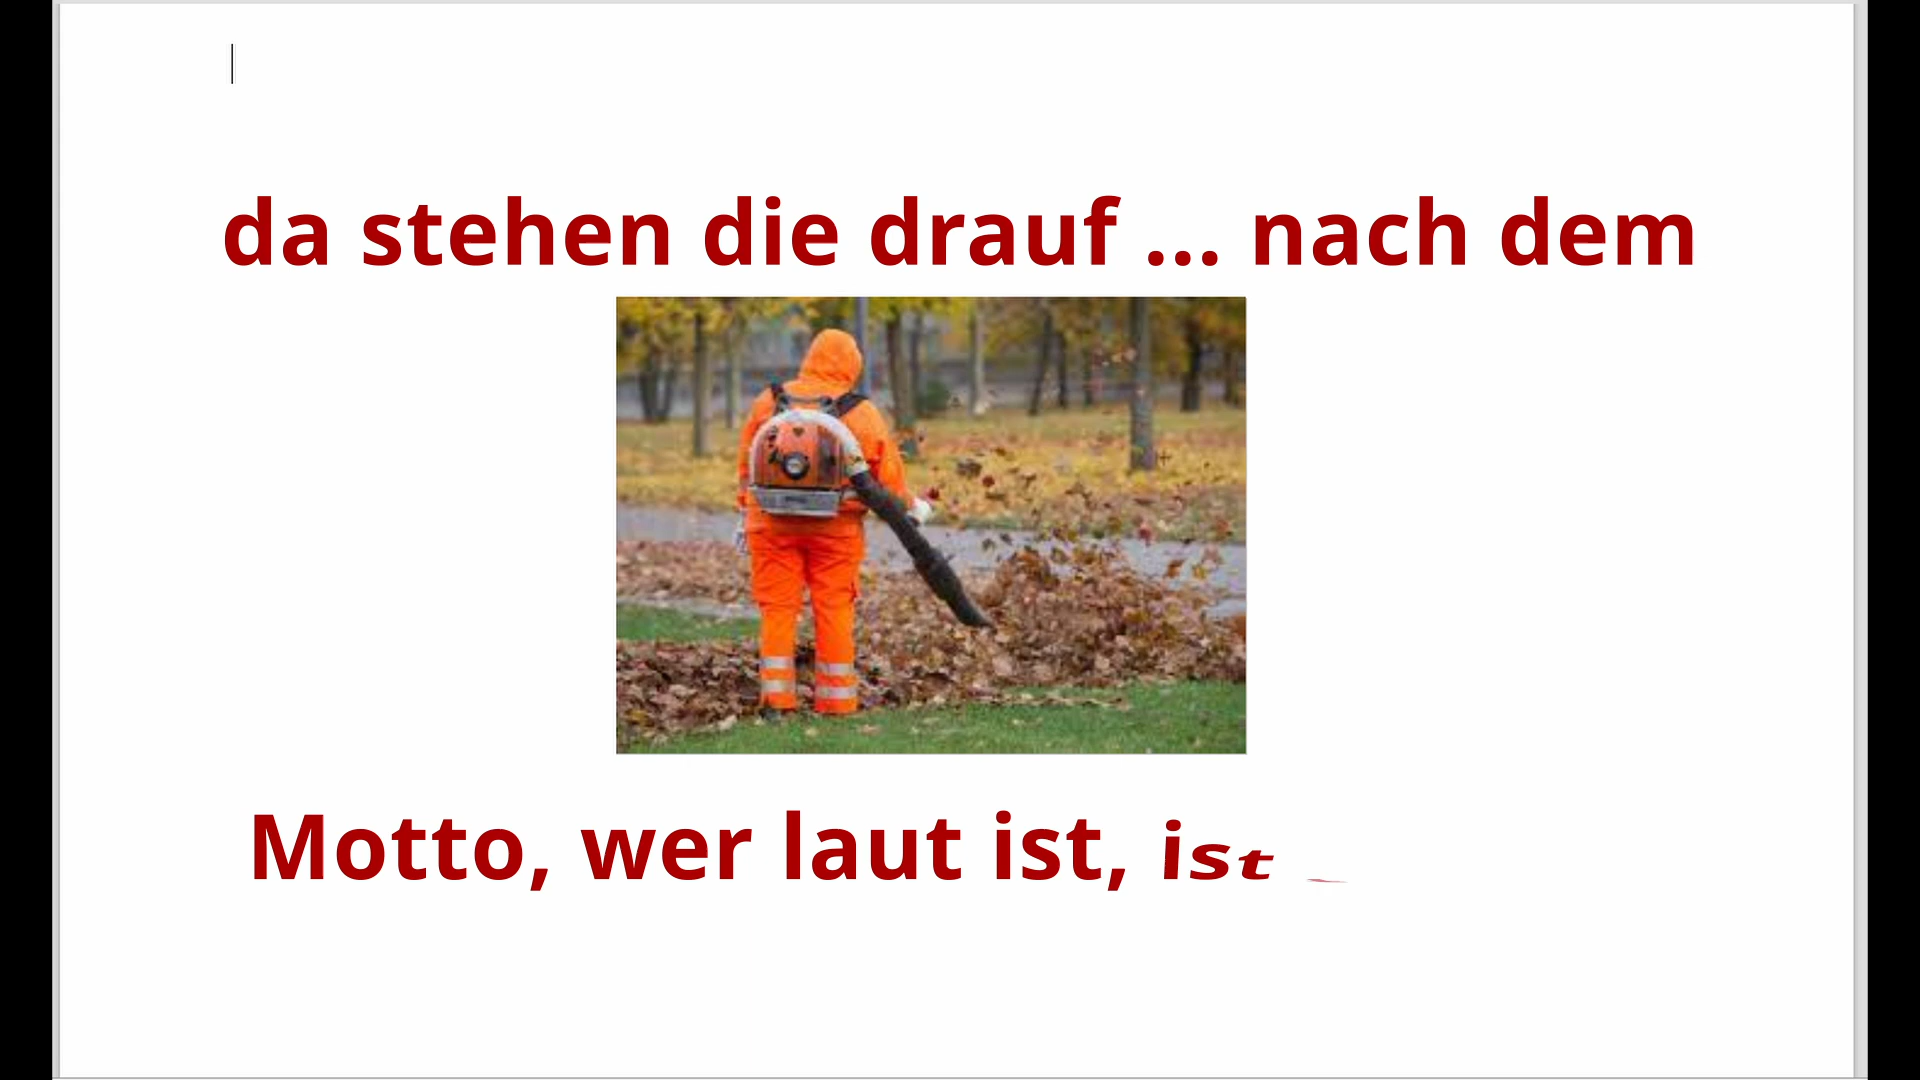 da stehen die drauf ... nach dem
Motto, wer laut ist, ist